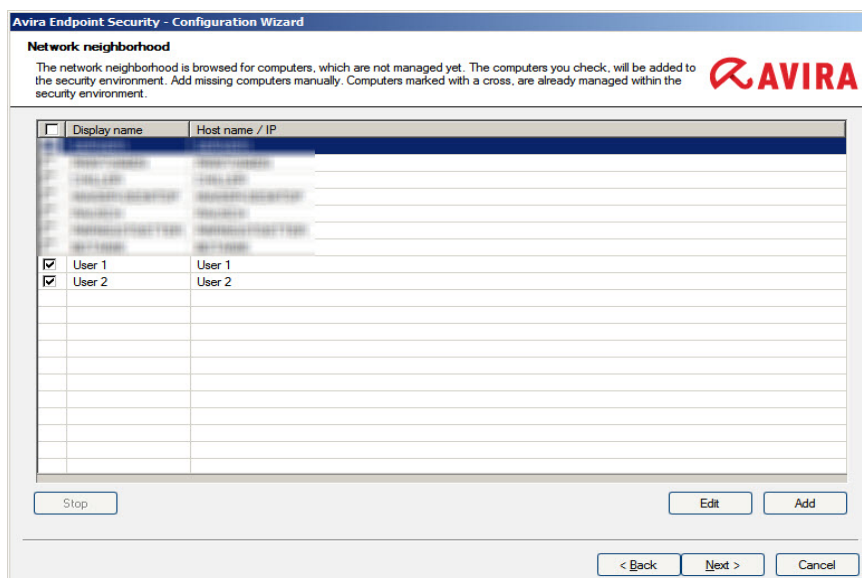 Avira Endpoint Security - Configuration Wizard
Network neighborhood
The network neighborhood is browsed for computers, which are not managed yet. The computers you check, will be added to
the security environment. Add missing computers manually. Computers marked with a cross, are already managed within the
security environment.
AVIRA
Display name Host name / IP
User 1 User 1
User 2 User 2
Stop Edit Add
< Back Next > Cancel